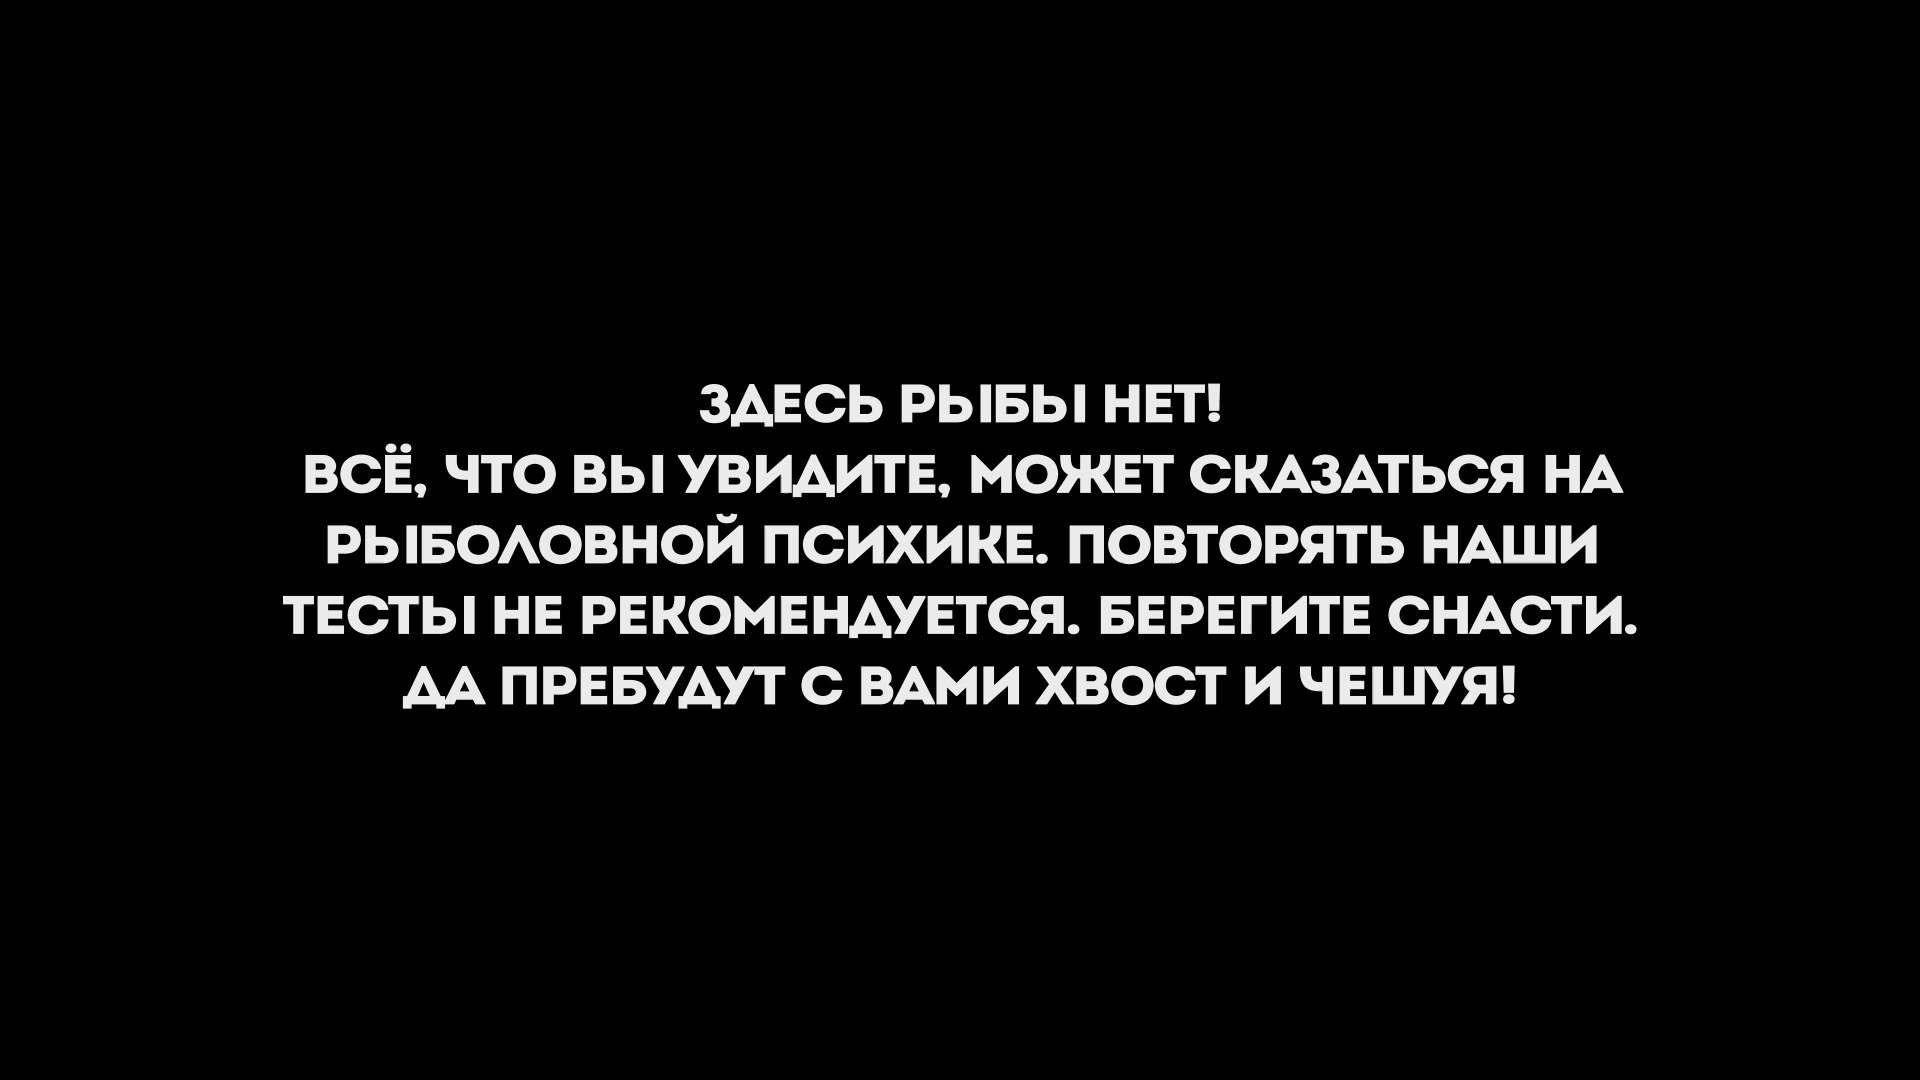 ЗДЕСЬ РЫБЫ НЕТ!
ВСЁ, ЧТО ВЫ УВИДИТЕ, МОЖЕТ СКАЗАТЬСЯ НА
РЫБОЛОВНОЙ ПСИХИКЕ. ПОВТОРЯТЬ НАШИ
ТЕСТЫ НЕ РЕКОМЕНДУЕТСЯ. БЕРЕГИТЕ СНАСТИ.
ДА ПРЕБУДУТ С ВАМИ ХВОСТ И ЧЕШУЯ!